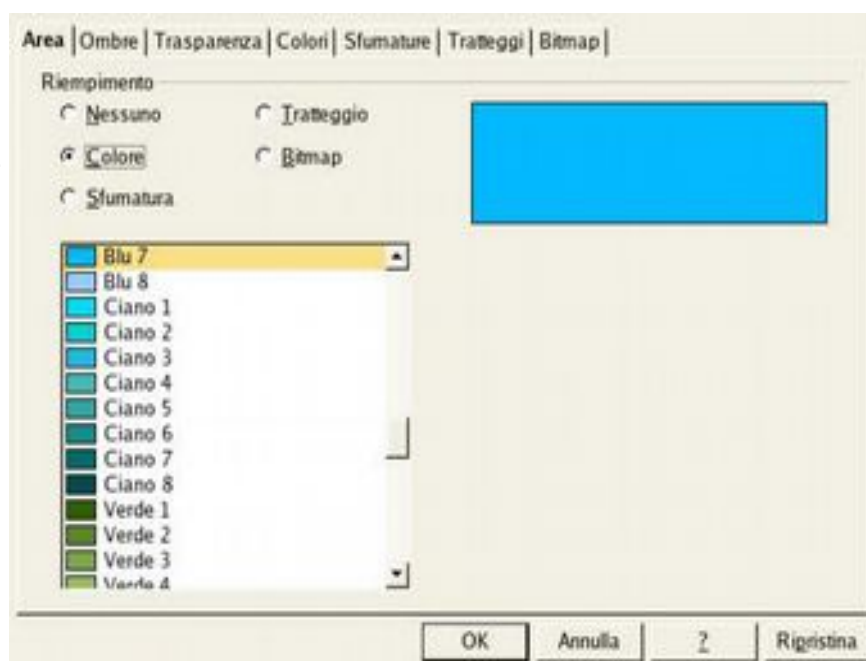 Area Ombre Trasparenza Colori Sfumature Tratteggi Bitmap
Riempimento
Nessuno Tratteggio
Colore Bitmap
Sfumatura
Blu 7
Blu 8
Ciano 1
Ciano 2
Ciano 3
Ciano 4
Ciano 5
Ciano 6
Ciano 7
Ciano 8
Verde 1
Verde 2
Verde 3
Verde 4
OK Annulla ? Ripristina